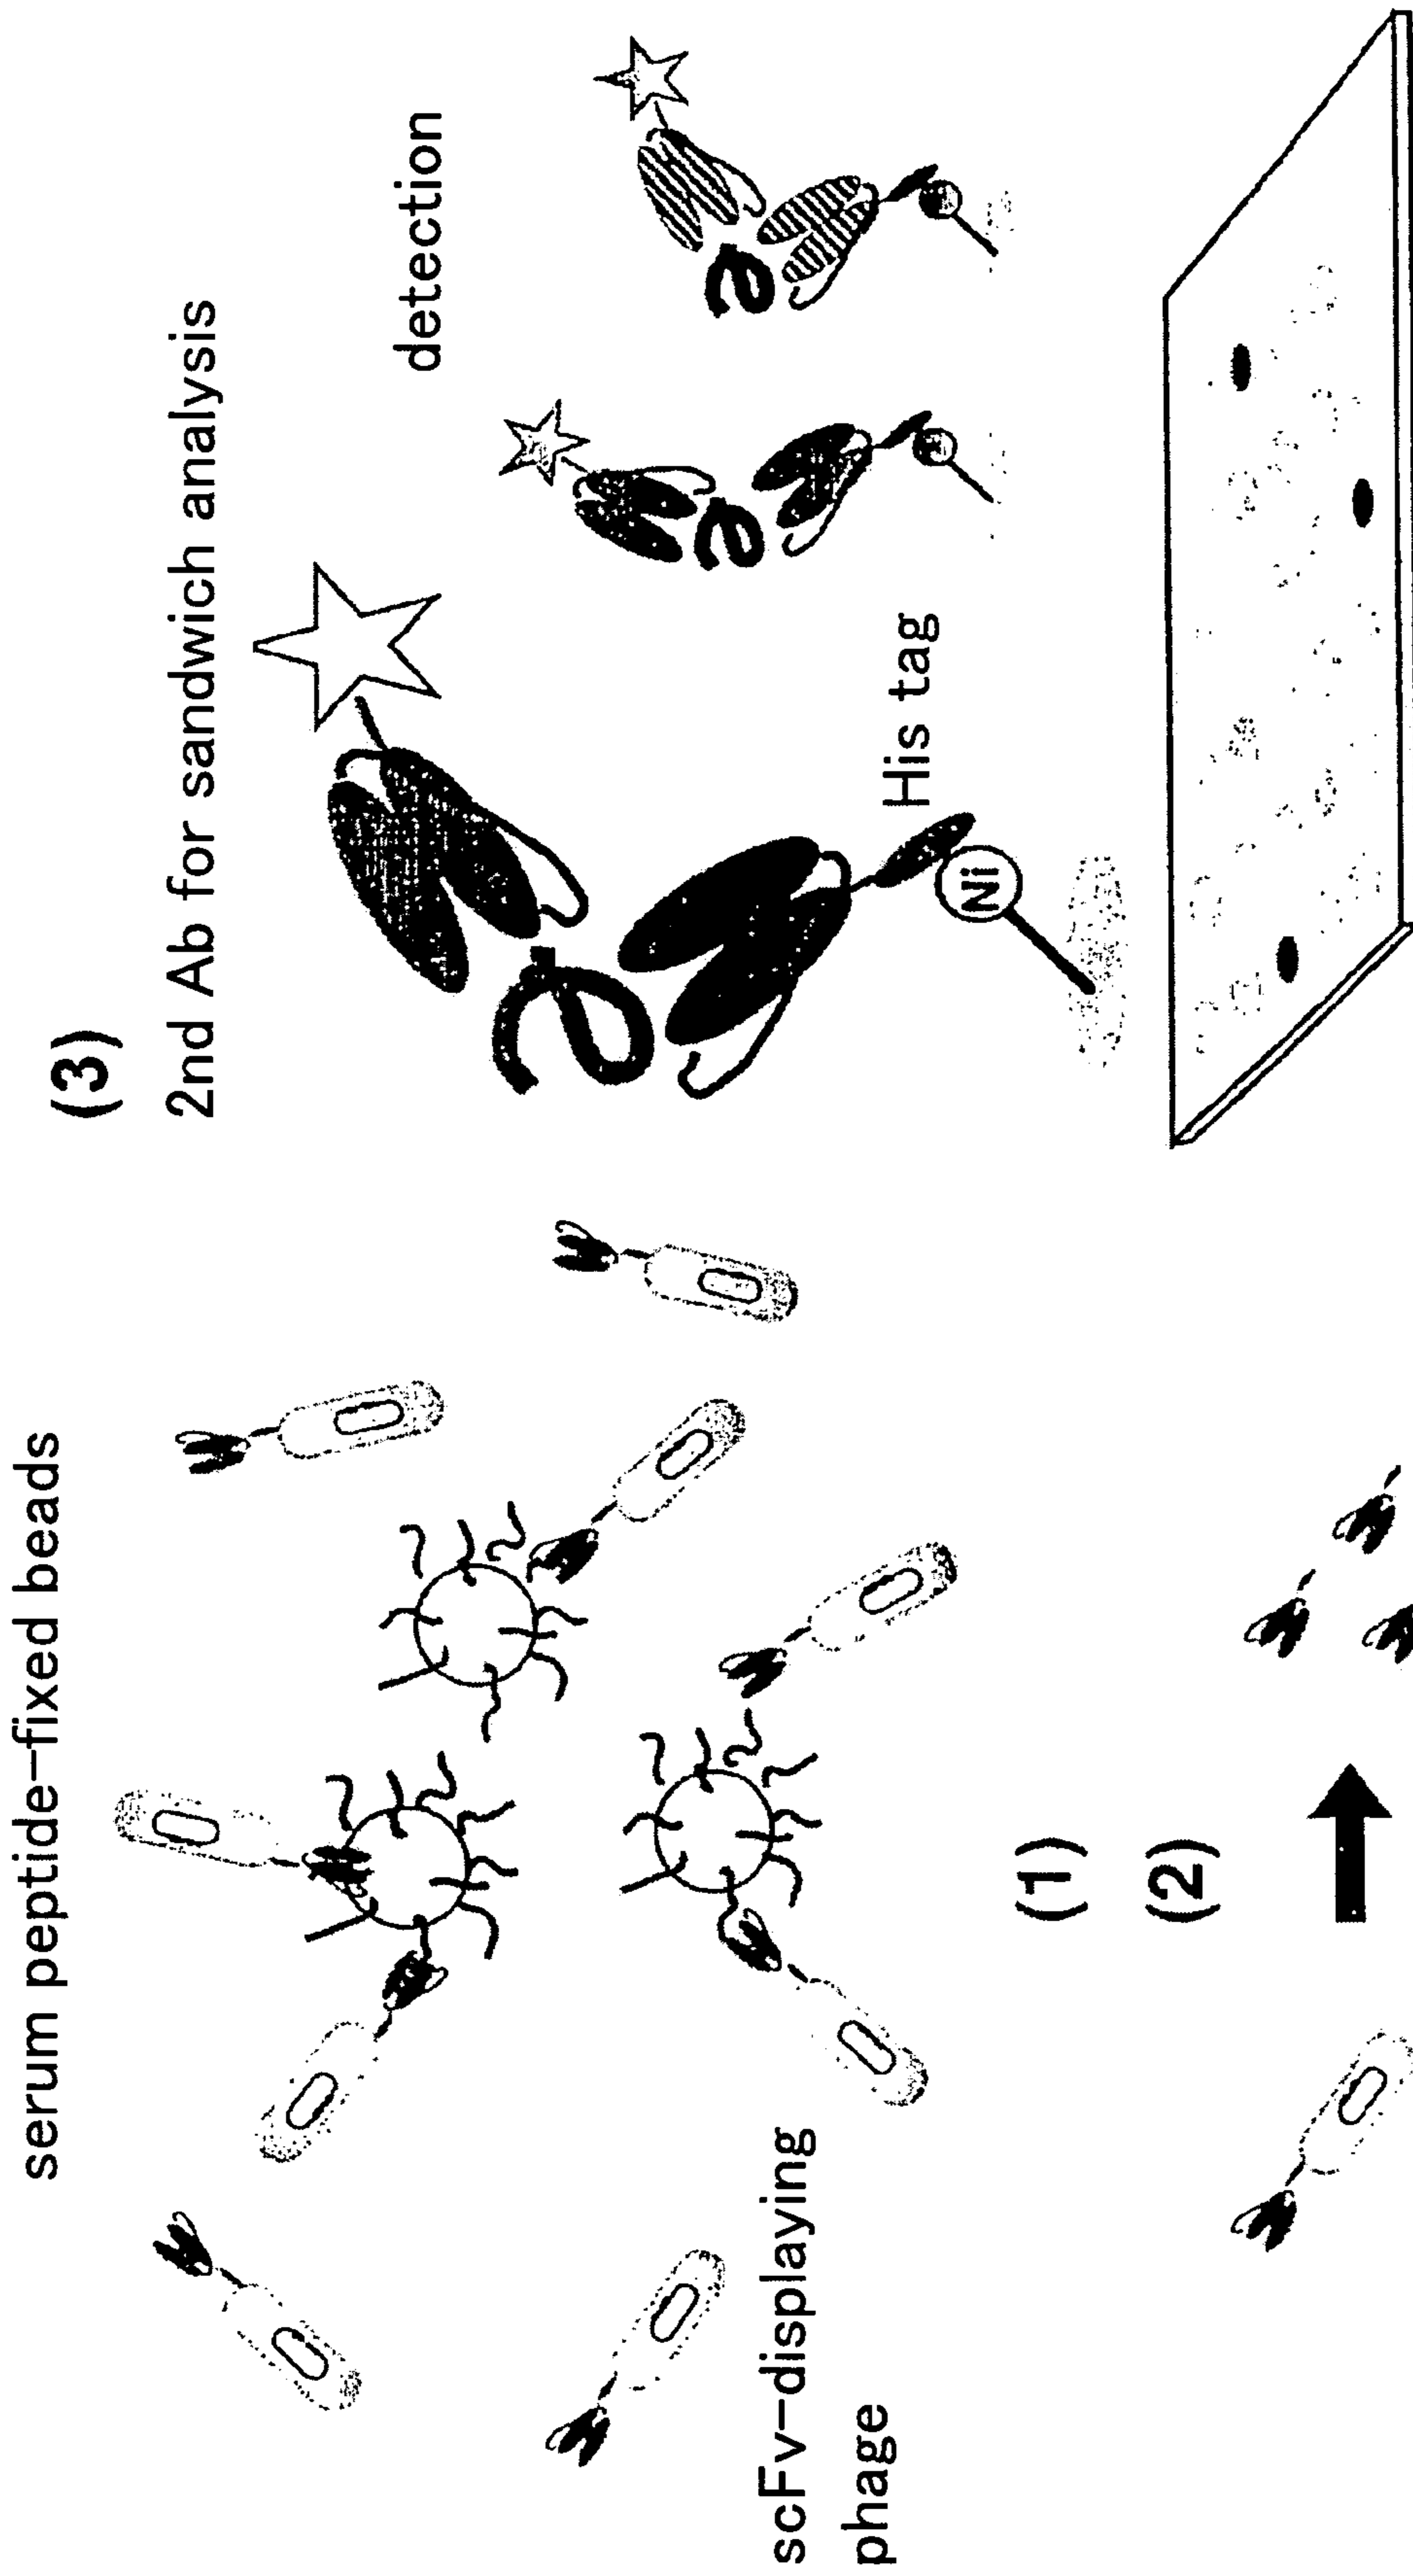 serum peptide-fixed beads
scFv-displaying
phage
(1)
(2)
(3)
2nd Ab for sandwich analysis
detection
His tag
Ni